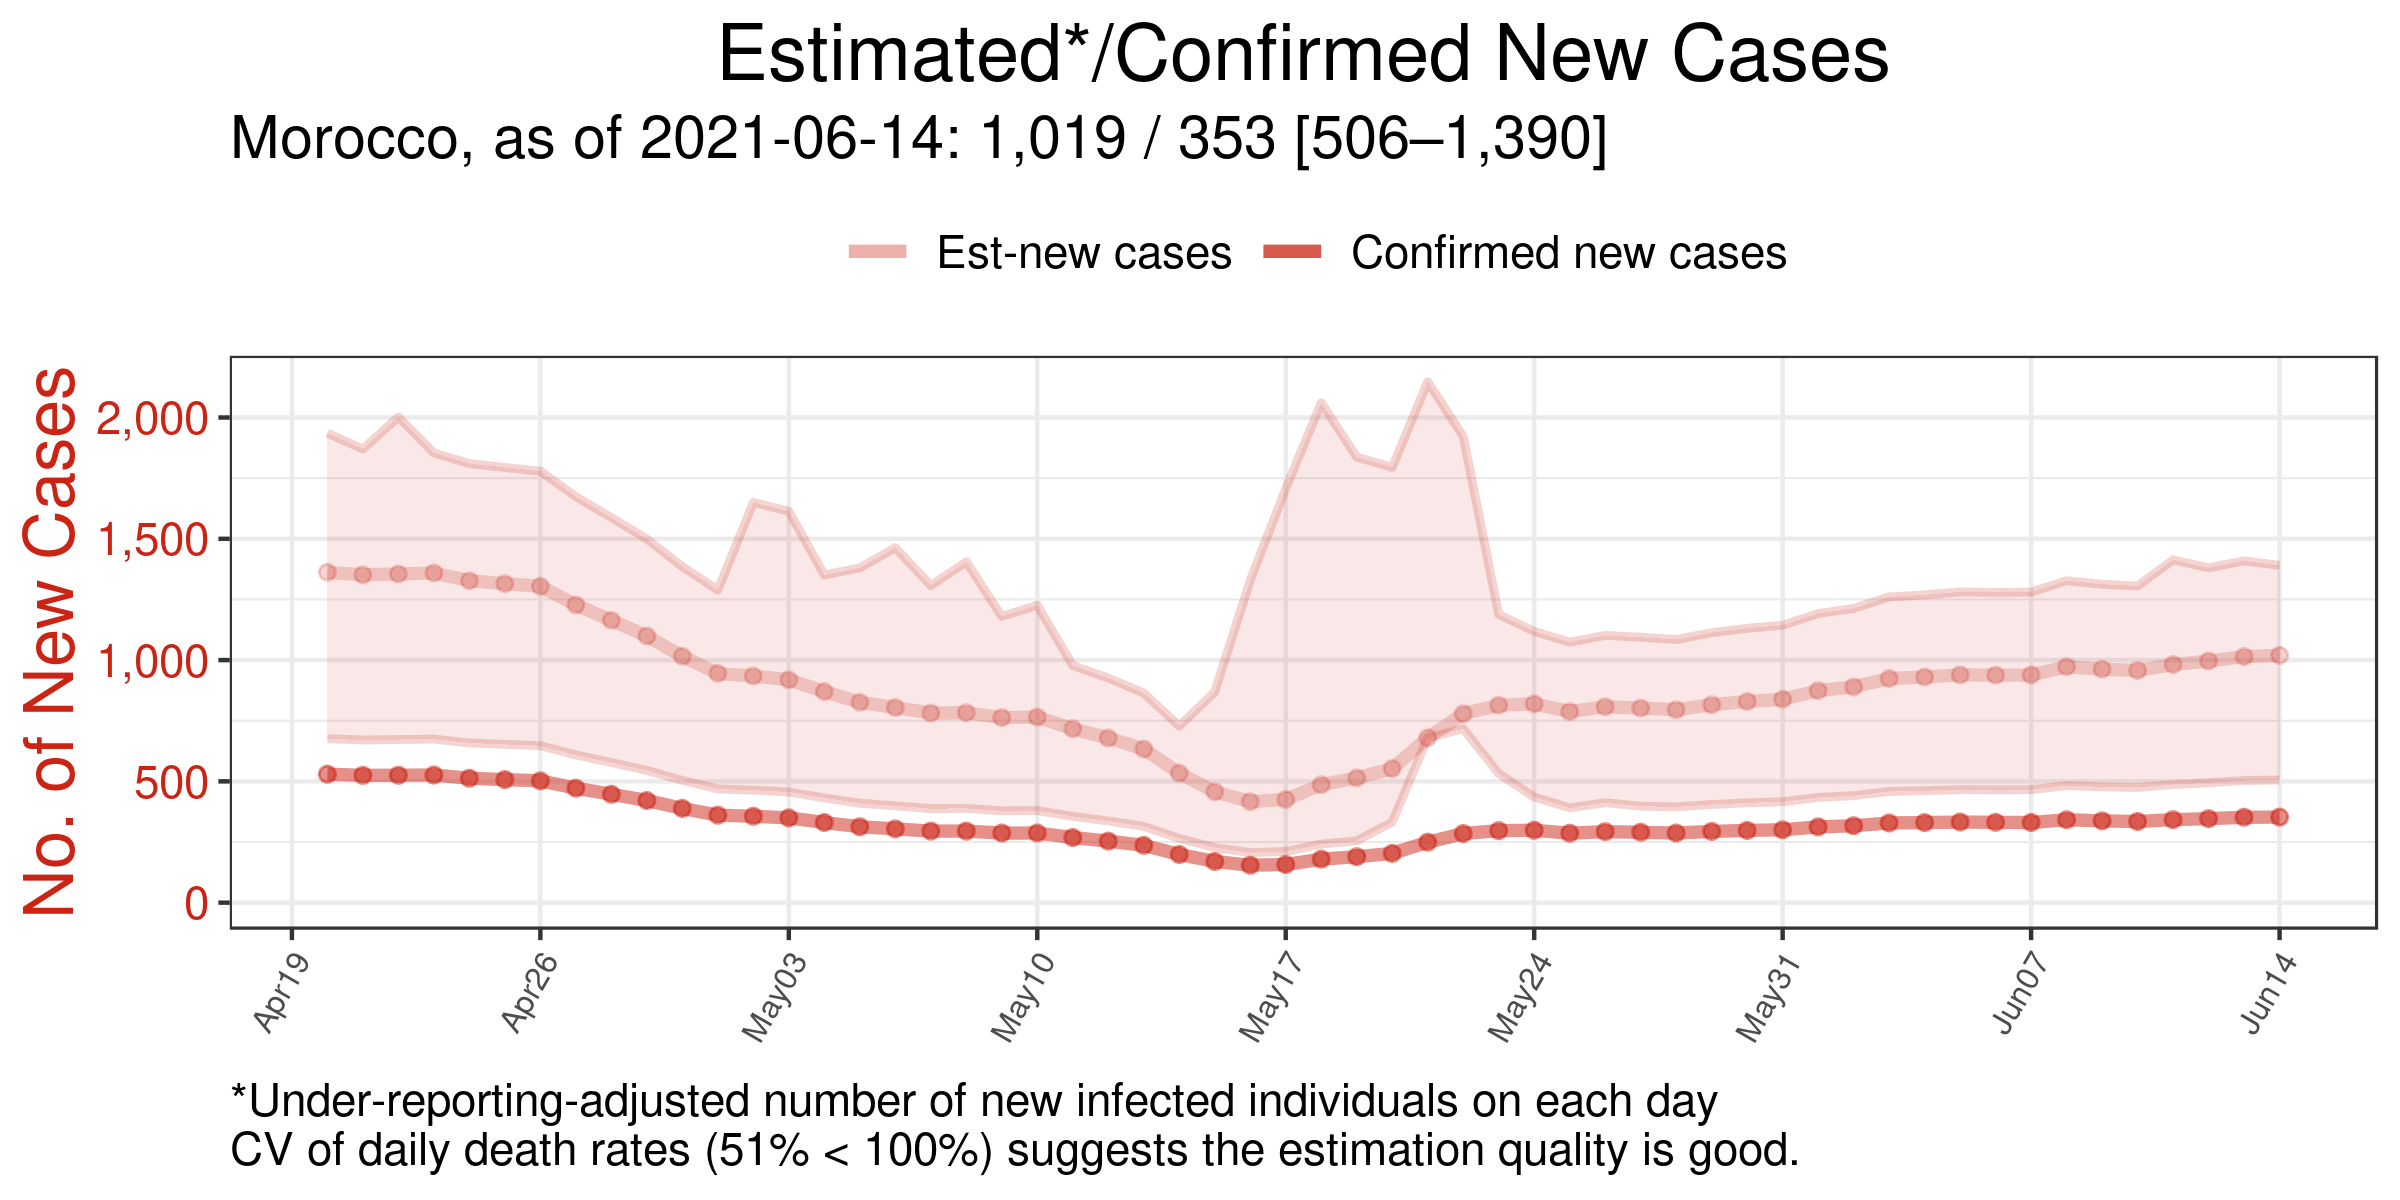 Estimated*/Confirmed New Cases
Morocco, as of 2021-06-14: 1,019 / 353 [506–1,390]
Est-new cases
Confirmed new cases
No. of New Cases
2,000
1,500
1,000
500
0
Apr19
Apr26
May03
May10
May17
May24
May31
Jun07
Jun14
*Under-reporting-adjusted number of new infected individuals on each day
CV of daily death rates (51% < 100%) suggests the estimation quality is good.